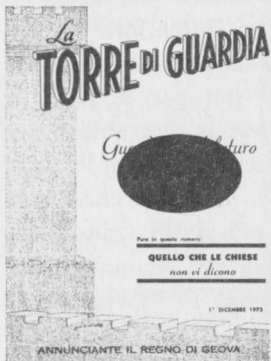 La
TORRE DI GUARDIA
Pure in questo numero:
QUELLO CHE LE CHIESE
non vi dicono
1° DICEMBRE 1975
ANNUNCIANTE IL REGNO DI GEOVA